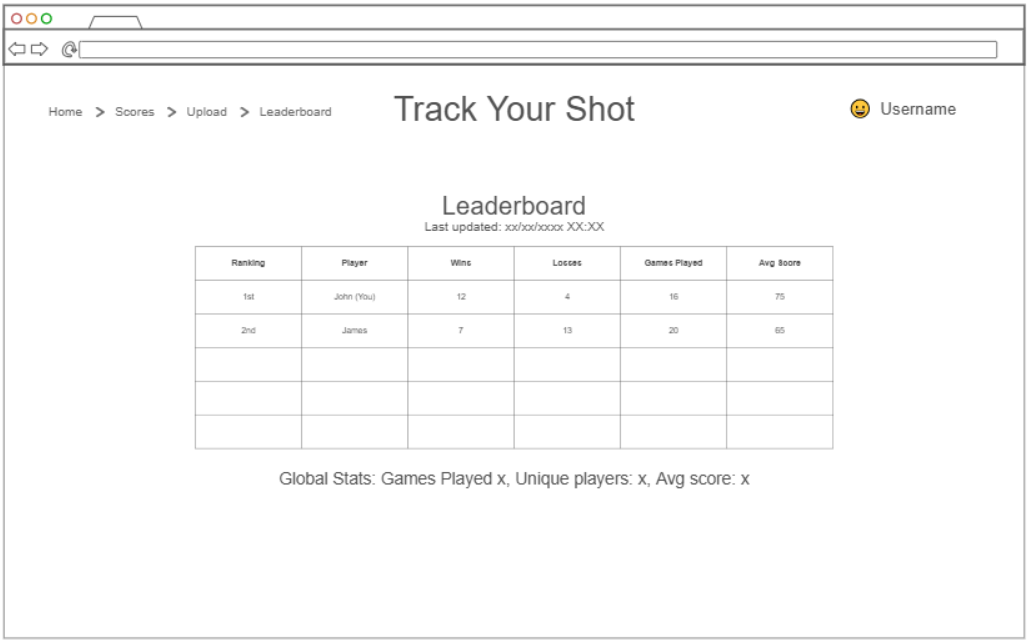 Home > Scores > Upload > Leaderboard
Track Your Shot
Username
Leaderboard
Last updated: xx/xx/xxxx XX:XX
Ranking Player Wins Losses Games Played Avg Score
1st John (You) 12 4 16 75
2nd James 7 13 20 65
Global Stats: Games Played x, Unique players: x, Avg score: x